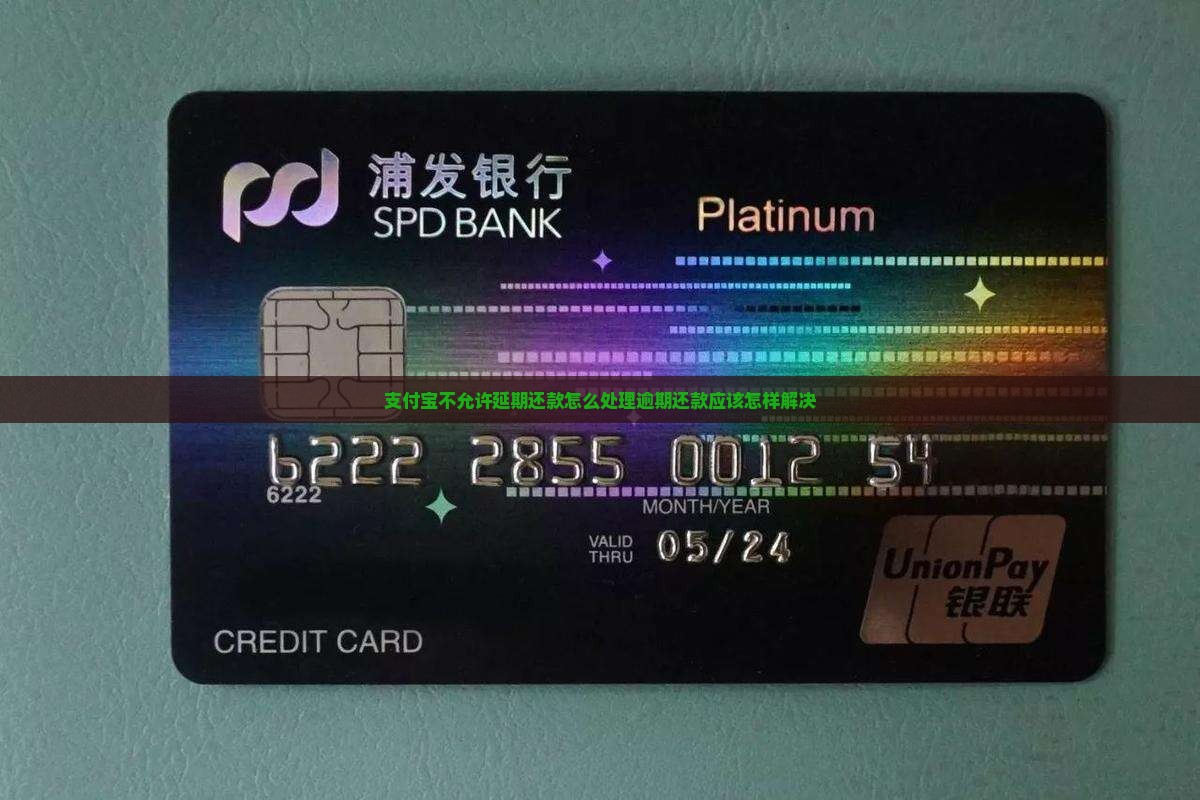 浦发银行
SPD BANK
Platinum
支付宝不允许延期还款怎么处理逾期还款应该怎样解决
6222 2855 0012 54
6222
MONTH/YEAR
VALID
THRU
05/24
UnionPay
银联
CREDIT CARD